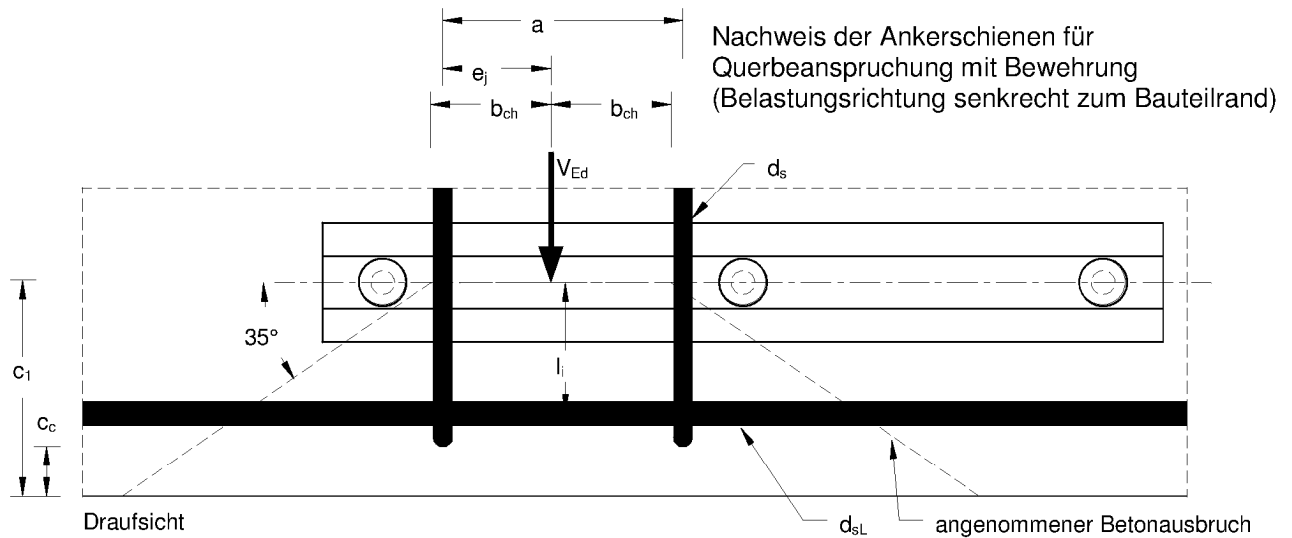 a
Nachweis der Ankerschienen für
Querbeanspruchung mit Bewehrung
(Belastungsrichtung senkrecht zum Bauteilrand)
ej
bch
bch
VEd
ds
35°
lj
c1
cc
Draufsicht
dsL
angenommener Betonausbruch